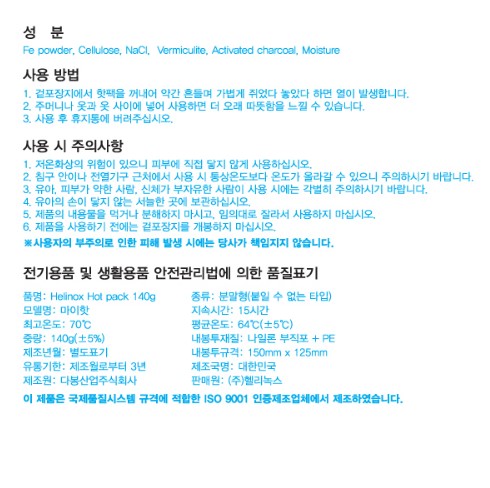 성 분
Fe powder, Cellulose, NaCl, Vermiculite, Activated charcoal, Moisture
사용 방법
1. 겉포장지에서 핫팩을 꺼내어 약간 흔들며 가볍게 쥐었다 놓았다 하면 열이 발생합니다.
2. 주머니나 옷과 옷 사이에 넣어 사용하면 더 오래 따뜻함을 느낄 수 있습니다.
3. 사용 후 휴지통에 버려주십시오.
사용 시 주의사항
1. 저온화상의 위험이 있으니 피부에 직접 닿지 않게 사용하십시오.
2. 침구 안이나 전열기구 근처에서 사용 시 통상온도보다 온도가 올라갈 수 있으니 주의하시기 바랍니다.
3. 유아, 피부가 약한 사람, 신체가 부자유한 사람이 사용 시에는 각별히 주의하시기 바랍니다.
4. 유아의 손이 닿지 않는 서늘한 곳에 보관하십시오.
5. 제품의 내용물을 먹거나 분해하지 마시고, 임의대로 잘라서 사용하지 마십시오.
6. 제품을 사용하기 전에는 겉포장지를 개봉하지 마십시오.
※사용자의 부주의로 인한 피해 발생 시에는 당사가 책임지지 않습니다.
전기용품 및 생활용품 안전관리법에 의한 품질표기
품명: Helinox Hot pack 140g 종류: 분말형(붙일 수 없는 타입)
모델명: 마이핫 지속시간: 15시간
최고온도: 70℃ 평균온도: 64℃(±5℃)
중량: 140g(±5%) 내봉투재질: 나일론 부직포 + PE
제조년월: 별도표기 내봉투규격: 150mm x 125mm
유통기한: 제조월로부터 3년 제조국명: 대한민국
제조원: 다봉산업주식회사 판매원: (주)헬리녹스
이 제품은 국제품질시스템 규격에 적합한 ISO 9001 인증제조업체에서 제조하였습니다.